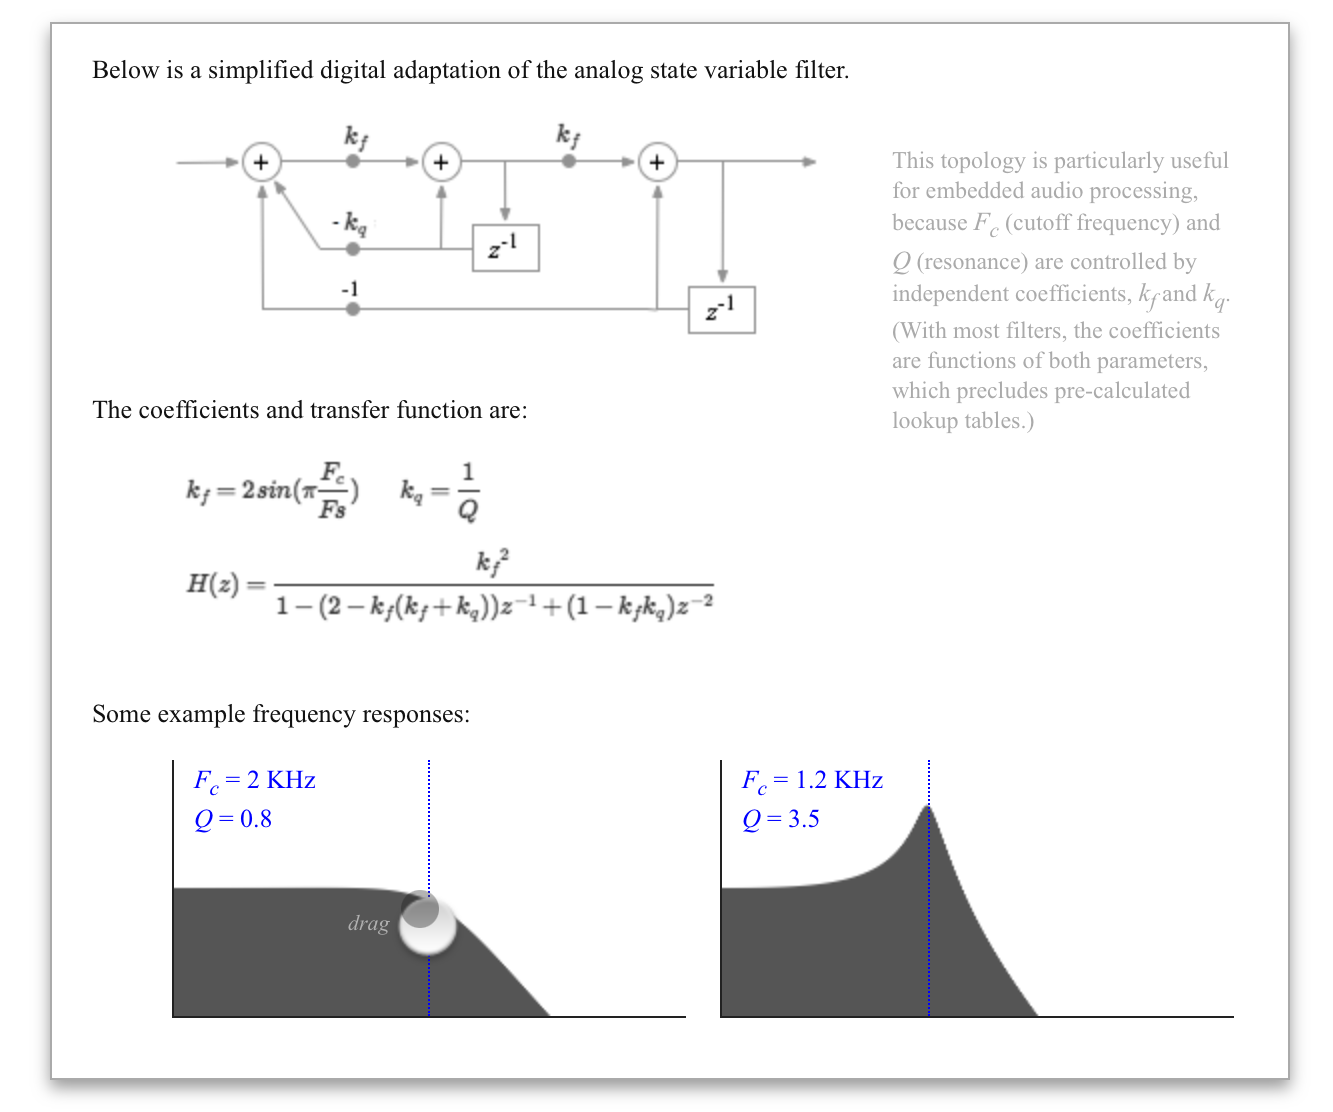 Below is a simplified digital adaptation of the analog state variable filter.
k_f
k_f
+
+
+
-k_q
z^-1
-1
z^-1
This topology is particularly useful
for embedded audio processing,
because F_c (cutoff frequency) and
Q (resonance) are controlled by
independent coefficients, k_f and k_q.
(With most filters, the coefficients
are functions of both parameters,
which precludes pre-calculated
lookup tables.)
The coefficients and transfer function are:
k_f = 2sin(π F_c/Fs) k_q = 1/Q
H(z) = k_f^2 / (1 – (2 – k_f(k_f + k_q))z^–1 + (1 – k_fk_q)z^–2)
Some example frequency responses:
F_c = 2 KHz
Q = 0.8
drag
F_c = 1.2 KHz
Q = 3.5